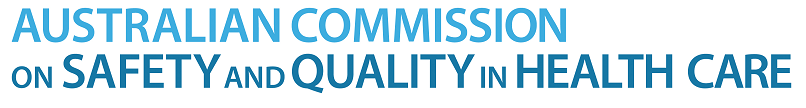 AUSTRALIAN COMMISSION
ON SAFETY AND QUALITY IN HEALTH CARE